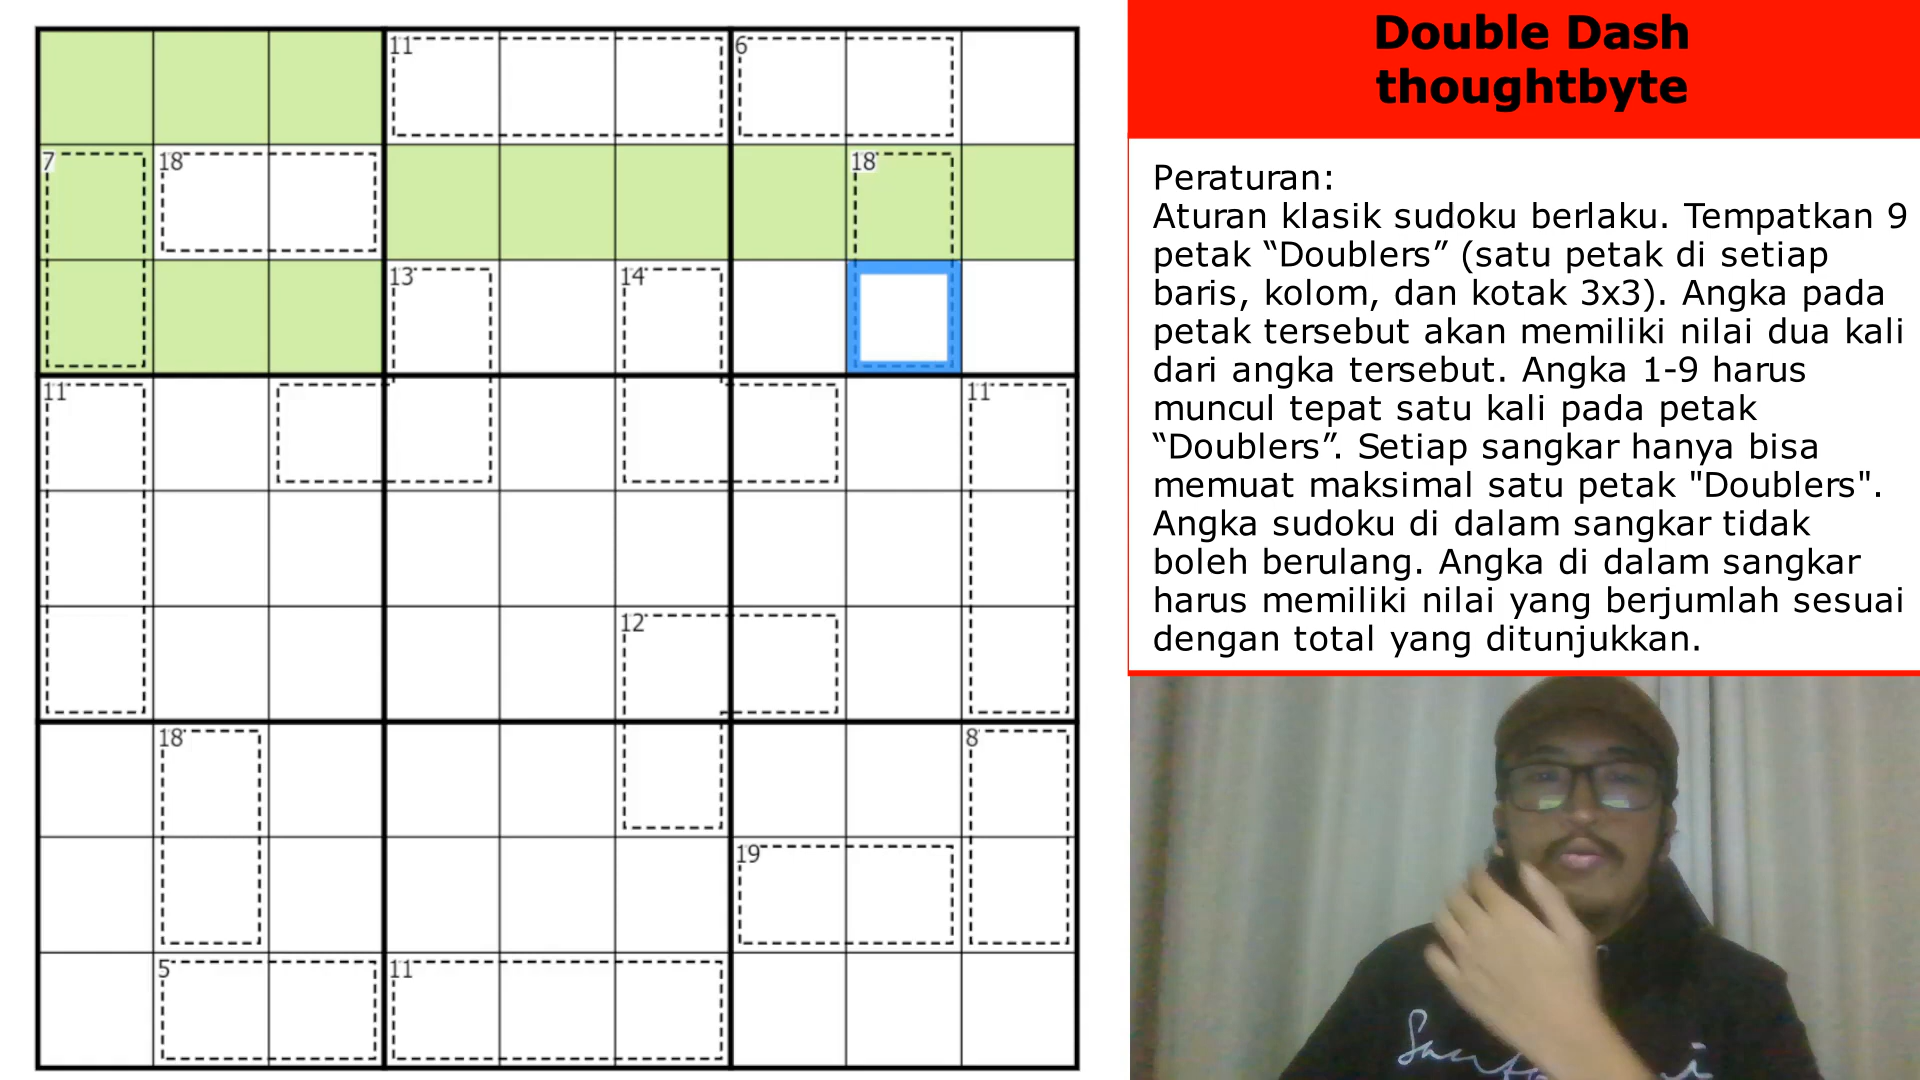 11 6
7 18 18
13 14
11 11
12
18 8
19
5 11
Double Dash
thoughtbyte
Peraturan:
Aturan klasik sudoku berlaku. Tempatkan 9
petak “Doublers” (satu petak di setiap
baris, kolom, dan kotak 3x3). Angka pada
petak tersebut akan memiliki nilai dua kali
dari angka tersebut. Angka 1-9 harus
muncul tepat satu kali pada petak
“Doublers”. Setiap sangkar hanya bisa
memuat maksimal satu petak "Doublers".
Angka sudoku di dalam sangkar tidak
boleh berulang. Angka di dalam sangkar
harus memiliki nilai yang berjumlah sesuai
dengan total yang ditunjukkan.